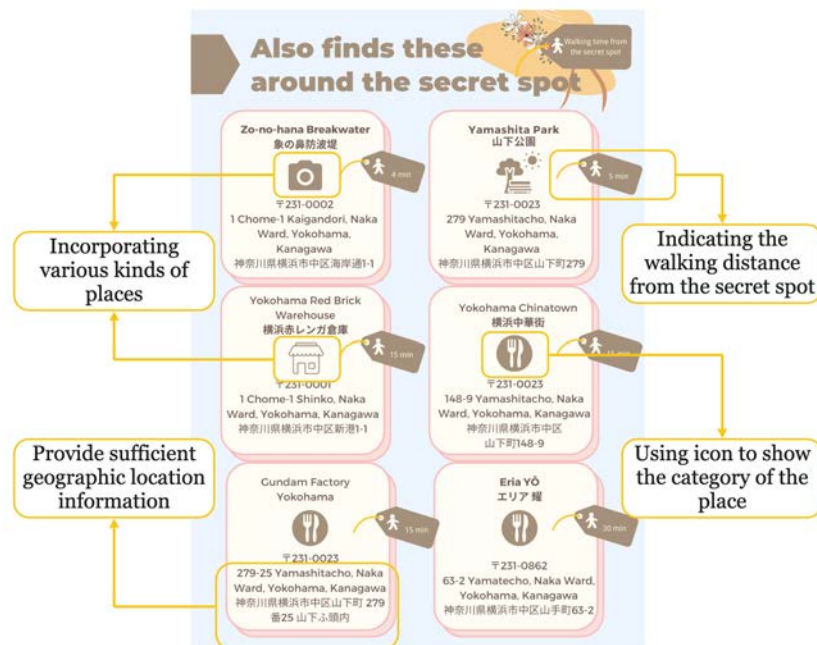 Also finds these
around the secret spot
Walking time from
the secret spot
Zo-no-hana Breakwater
象の鼻防波堤
4 min
〒231-0002
1 Chome-1 Kaigandori, Naka
Ward, Yokohama,
Kanagawa
神奈川県横浜市中区海岸通1-1
Yamashita Park
山下公園
5 min
〒231-0023
279 Yamashitacho, Naka
Ward, Yokohama,
Kanagawa
神奈川県横浜市中区山下町279
Incorporating
various kinds of
places
Indicating the
walking distance
from the secret spot
Yokohama Red Brick
Warehouse
横浜赤レンガ倉庫
15 min
〒231-0001
1 Chome-1 Shinko, Naka
Ward, Yokohama, Kanagawa
神奈川県横浜市中区新港1-1
Yokohama Chinatown
横浜中華街
〒231-0023
148-9 Yamashitacho, Naka
Ward, Yokohama, Kanagawa
神奈川県横浜市中区
山下町148-9
Provide sufficient
geographic location
information
Using icon to show
the category of the
place
Gundam Factory
Yokohama
15 min
〒231-0023
279-25 Yamashitacho, Naka
Ward, Yokohama, Kanagawa
神奈川県横浜市中区山下町 279
番25 山下ふ頭内
Eria YŌ
エリア 耀
30 min
〒231-0862
63-2 Yamatecho, Naka Ward,
Yokohama, Kanagawa
神奈川県横浜市中区山手町63-2